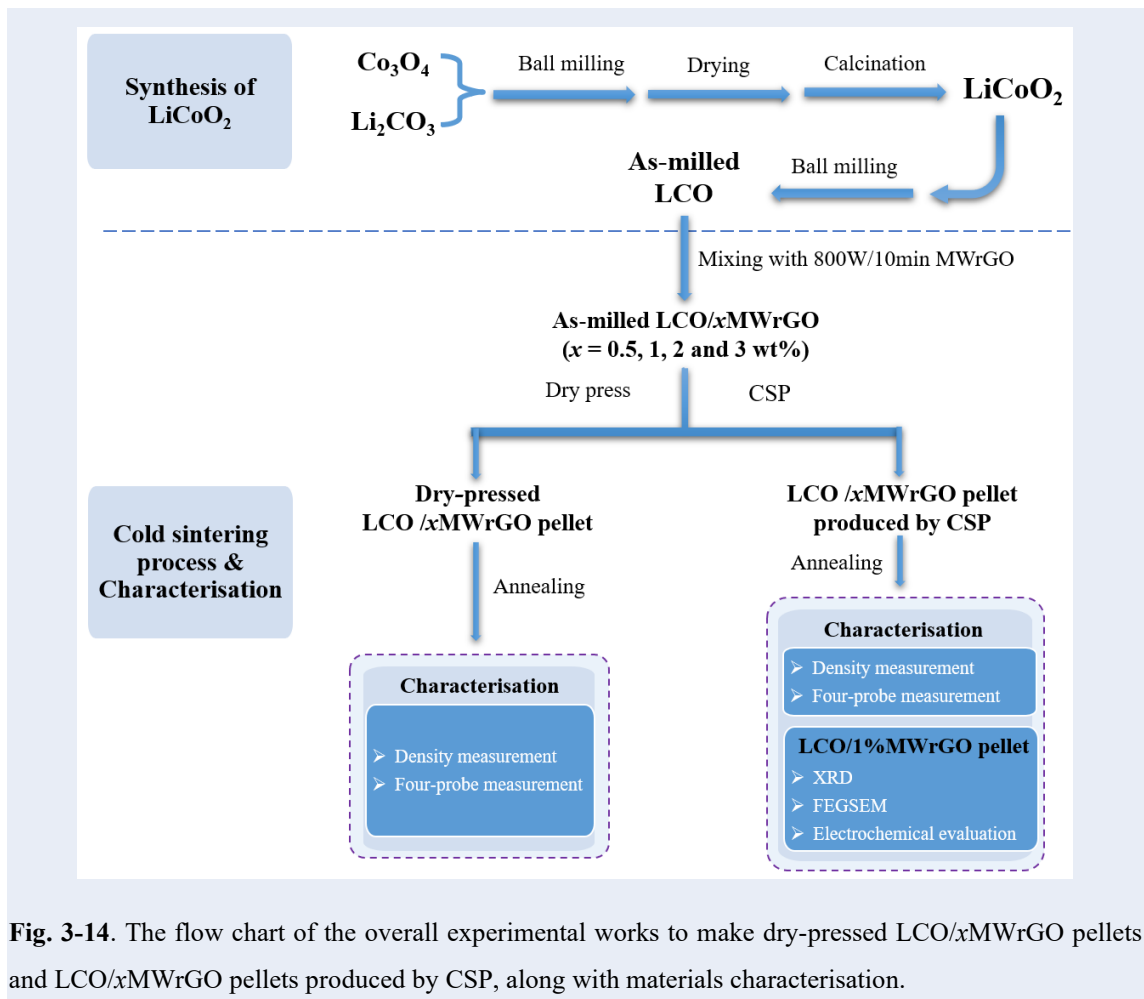 Synthesis of
LiCoO₂
Co₃O₄
Li₂CO₃
Ball milling
Drying
Calcination
LiCoO₂
Ball milling
As-milled
LCO
Mixing with 800W/10min MWrGO
As-milled LCO/xMWrGO
(x = 0.5, 1, 2 and 3 wt%)
Dry press
CSP
Cold sintering
process &
Characterisation
Dry-pressed
LCO /xMWrGO pellet
Annealing
Characterisation
➢ Density measurement
➢ Four-probe measurement
LCO /xMWrGO pellet
produced by CSP
Annealing
Characterisation
➢ Density measurement
➢ Four-probe measurement
LCO/1%MWrGO pellet
➢ XRD
➢ FEGSEM
➢ Electrochemical evaluation
Fig. 3-14. The flow chart of the overall experimental works to make dry-pressed LCO/xMWrGO pellets
and LCO/xMWrGO pellets produced by CSP, along with materials characterisation.